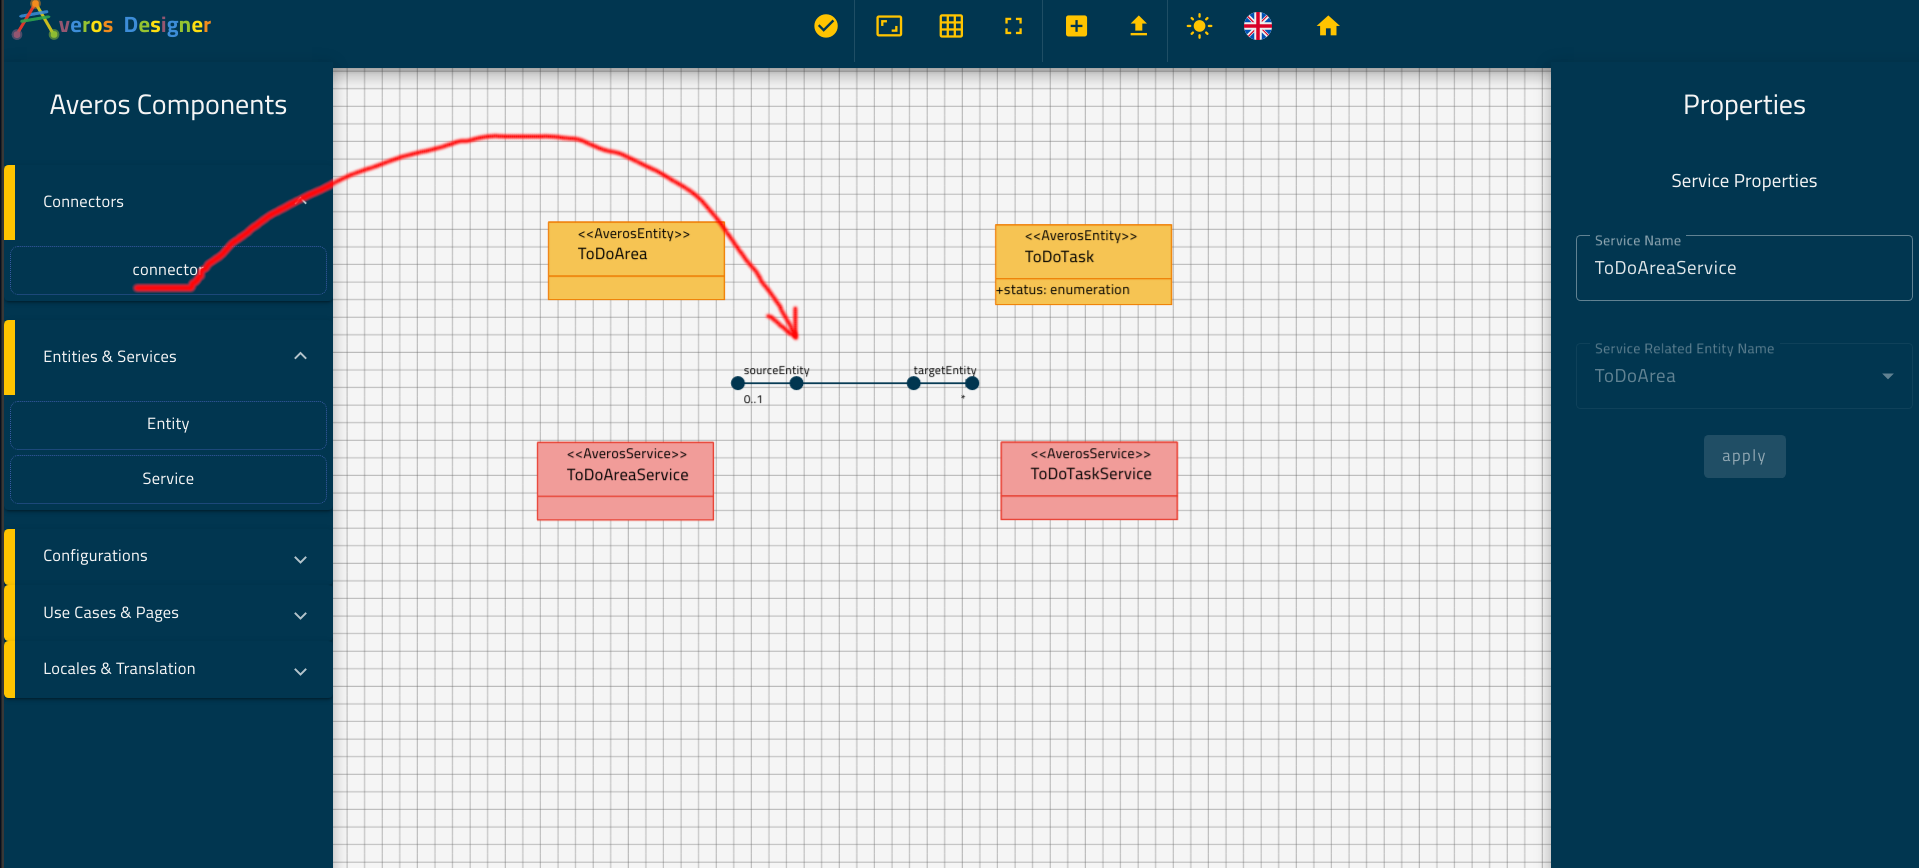 veros Designer
Averos Components
Connectors
connector
Entities & Services
Entity
Service
Configurations
Use Cases & Pages
Locales & Translation
<<AverosEntity>>
ToDoArea
<<AverosEntity>>
ToDoTask
+status: enumeration
sourceEntity
targetEntity
0..1
*
<<AverosService>>
ToDoAreaService
<<AverosService>>
ToDoTaskService
Properties
Service Properties
Service Name
ToDoAreaService
Service Related Entity Name
ToDoArea
apply